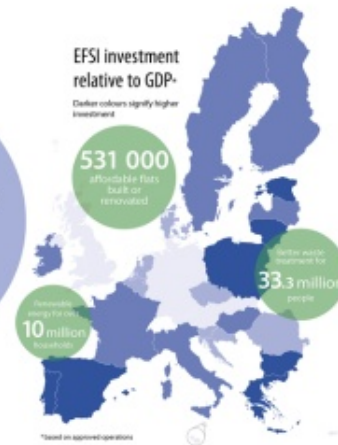 EFSI investment
relative to GDP*
Darker colours signify higher
investment
531 000
affordable flats
built or
renovated
Better waste
treatment for
33.3 million
people
Renewable
energy for
10 million
households
*based on approved operations